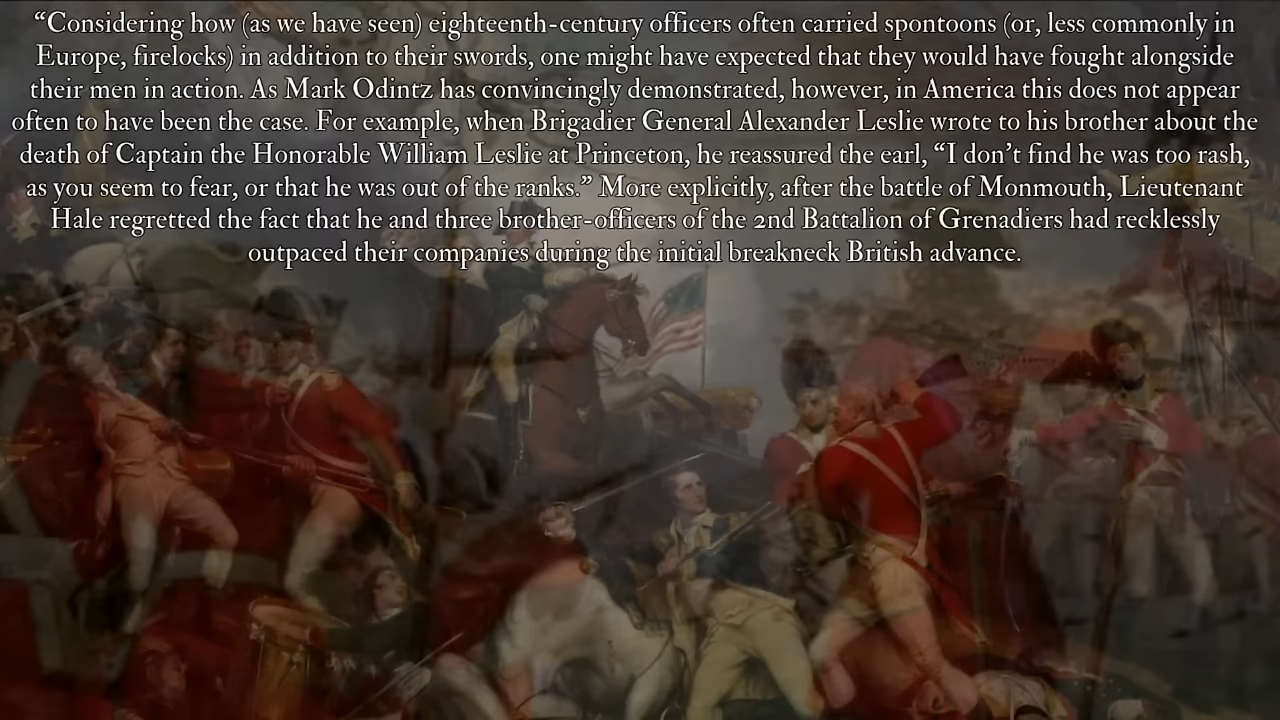 “Considering how (as we have seen) eighteenth-century officers often carried spontoons (or, less commonly in
Europe, firelocks) in addition to their swords, one might have expected that they would have fought alongside
their men in action. As Mark Odintz has convincingly demonstrated, however, in America this does not appear
often to have been the case. For example, when Brigadier General Alexander Leslie wrote to his brother about the
death of Captain the Honorable William Leslie at Princeton, he reassured the earl, “I don’t find he was too rash,
as you seem to fear, or that he was out of the ranks.” More explicitly, after the battle of Monmouth, Lieutenant
Hale regretted the fact that he and three brother-officers of the 2nd Battalion of Grenadiers had recklessly
outpaced their companies during the initial breakneck British advance.